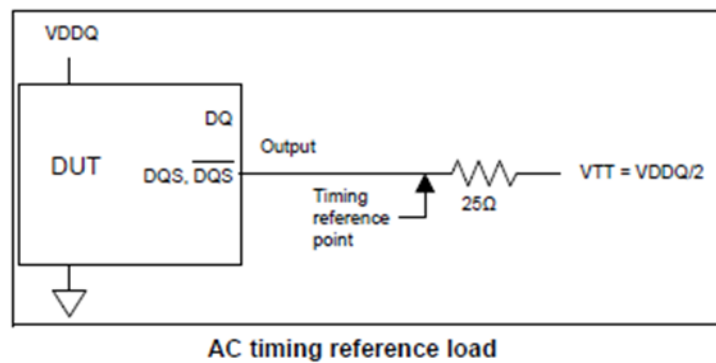 VDDQ
DQ
Output
DUT
DQS, DQS
VTT = VDDQ/2
Timing
reference
point
25Ω
AC timing reference load